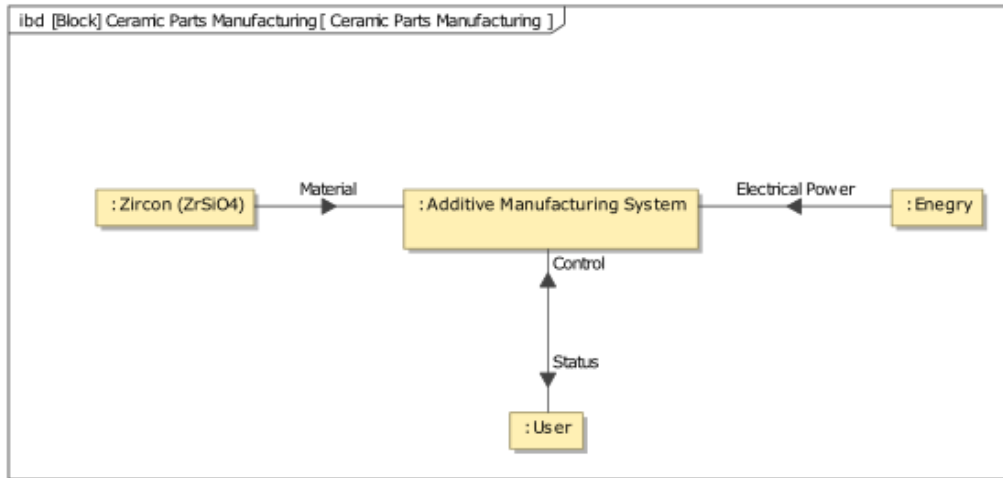 ibd [Block] Ceramic Parts Manufacturing [ Ceramic Parts Manufacturing ]
Material
Electrical Power
:Zircon (ZrSiO4)
:Additive Manufacturing System
:Enegry
Control
Status
:User